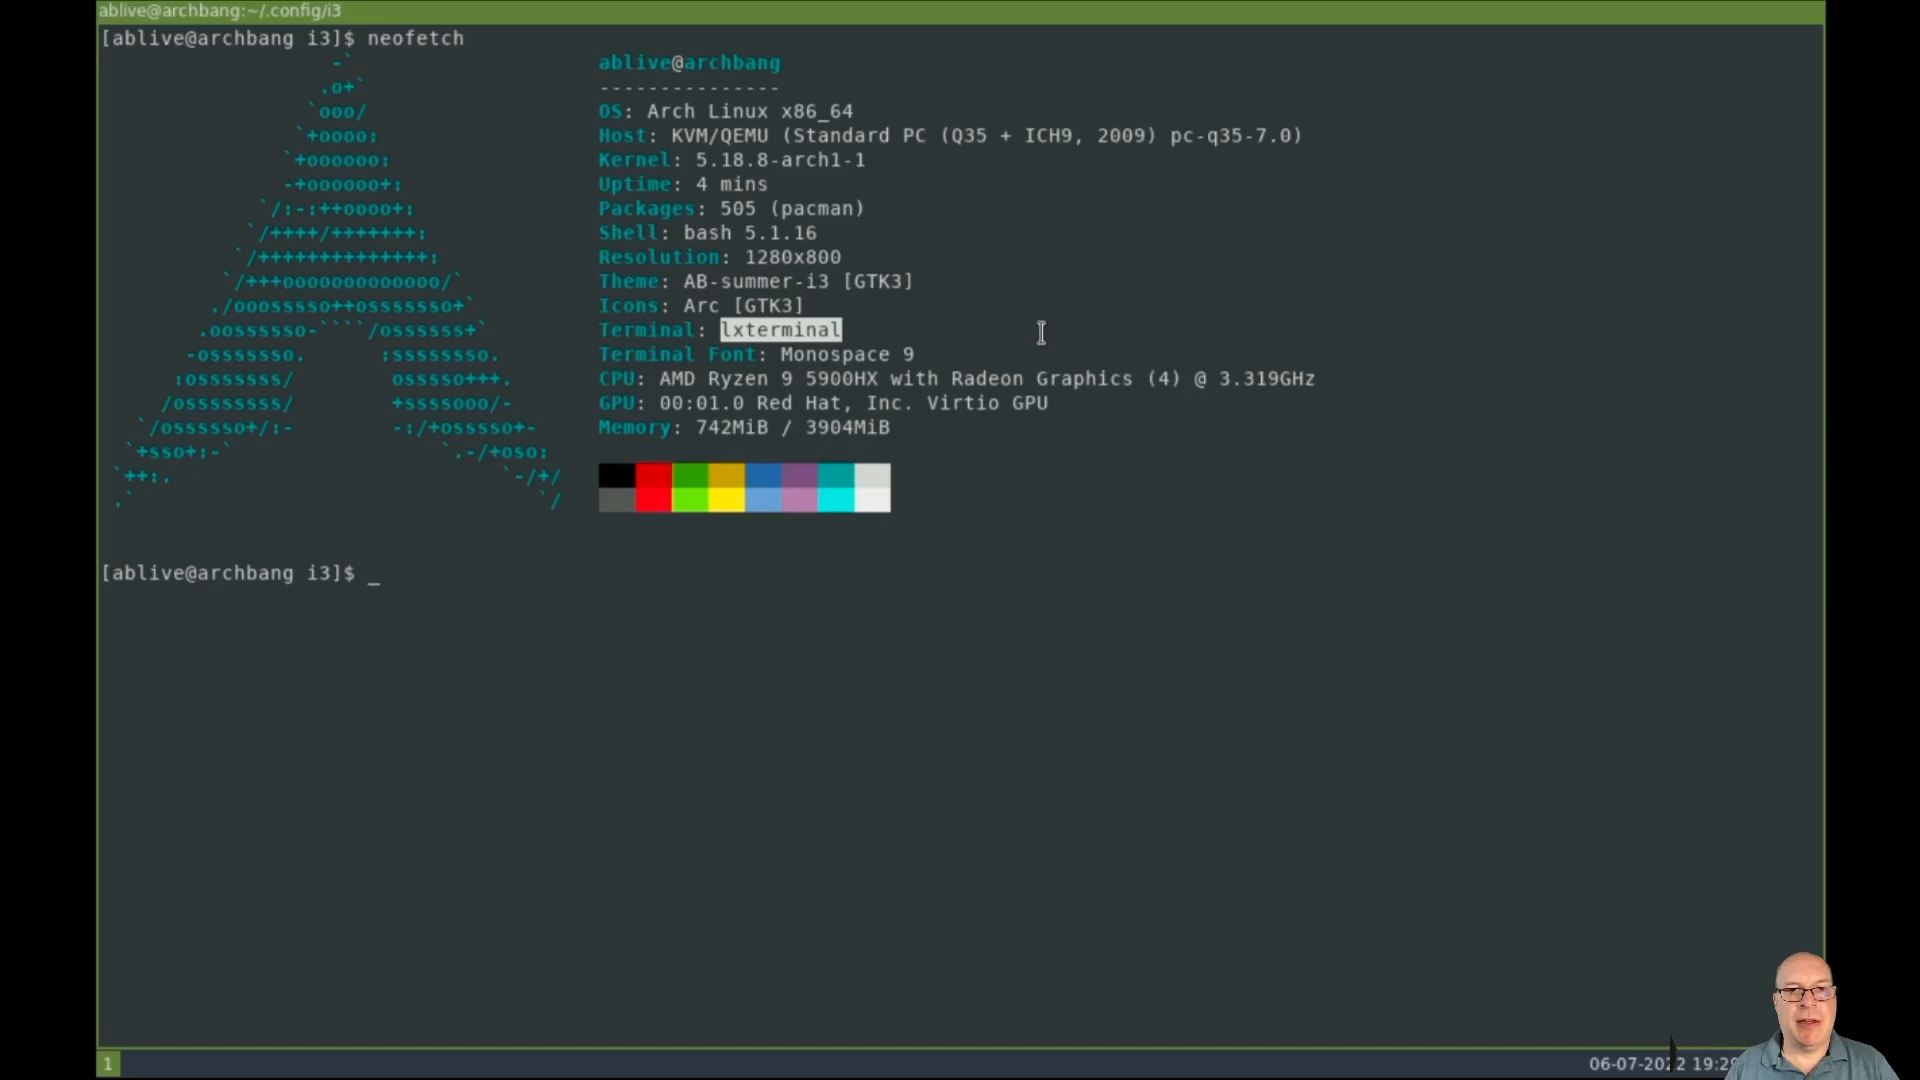 ablive@archbang:~/.config/i3
[ablive@archbang i3]$ neofetch
-`
.o+`
`ooo/
`+oooo:
`+oooooo:
-+oooooo+:
`/:-:++oooo+:
`/++++/+++++++:
`/++++++++++++++:
`/+++ooooooooooooo/`
./ooosssso++osssssso+`
.oossssso-````/ossssss+`
-osssssso. :ssssssso.
:osssssss/ osssso+++.
/ossssssss/ +ssssooo/-
`/ossssso+/:- -:/+osssso+-
`+sso+:-` `.-/+oso:
`++:. `-/+/
.` `/
ablive@archbang
---------------
OS: Arch Linux x86_64
Host: KVM/QEMU (Standard PC (Q35 + ICH9, 2009) pc-q35-7.0)
Kernel: 5.18.8-arch1-1
Uptime: 4 mins
Packages: 505 (pacman)
Shell: bash 5.1.16
Resolution: 1280x800
Theme: AB-summer-i3 [GTK3]
Icons: Arc [GTK3]
Terminal: lxterminal
Terminal Font: Monospace 9
CPU: AMD Ryzen 9 5900HX with Radeon Graphics (4) @ 3.319GHz
GPU: 00:01.0 Red Hat, Inc. Virtio GPU
Memory: 742MiB / 3904MiB
[ablive@archbang i3]$ _
1
06-07-2022